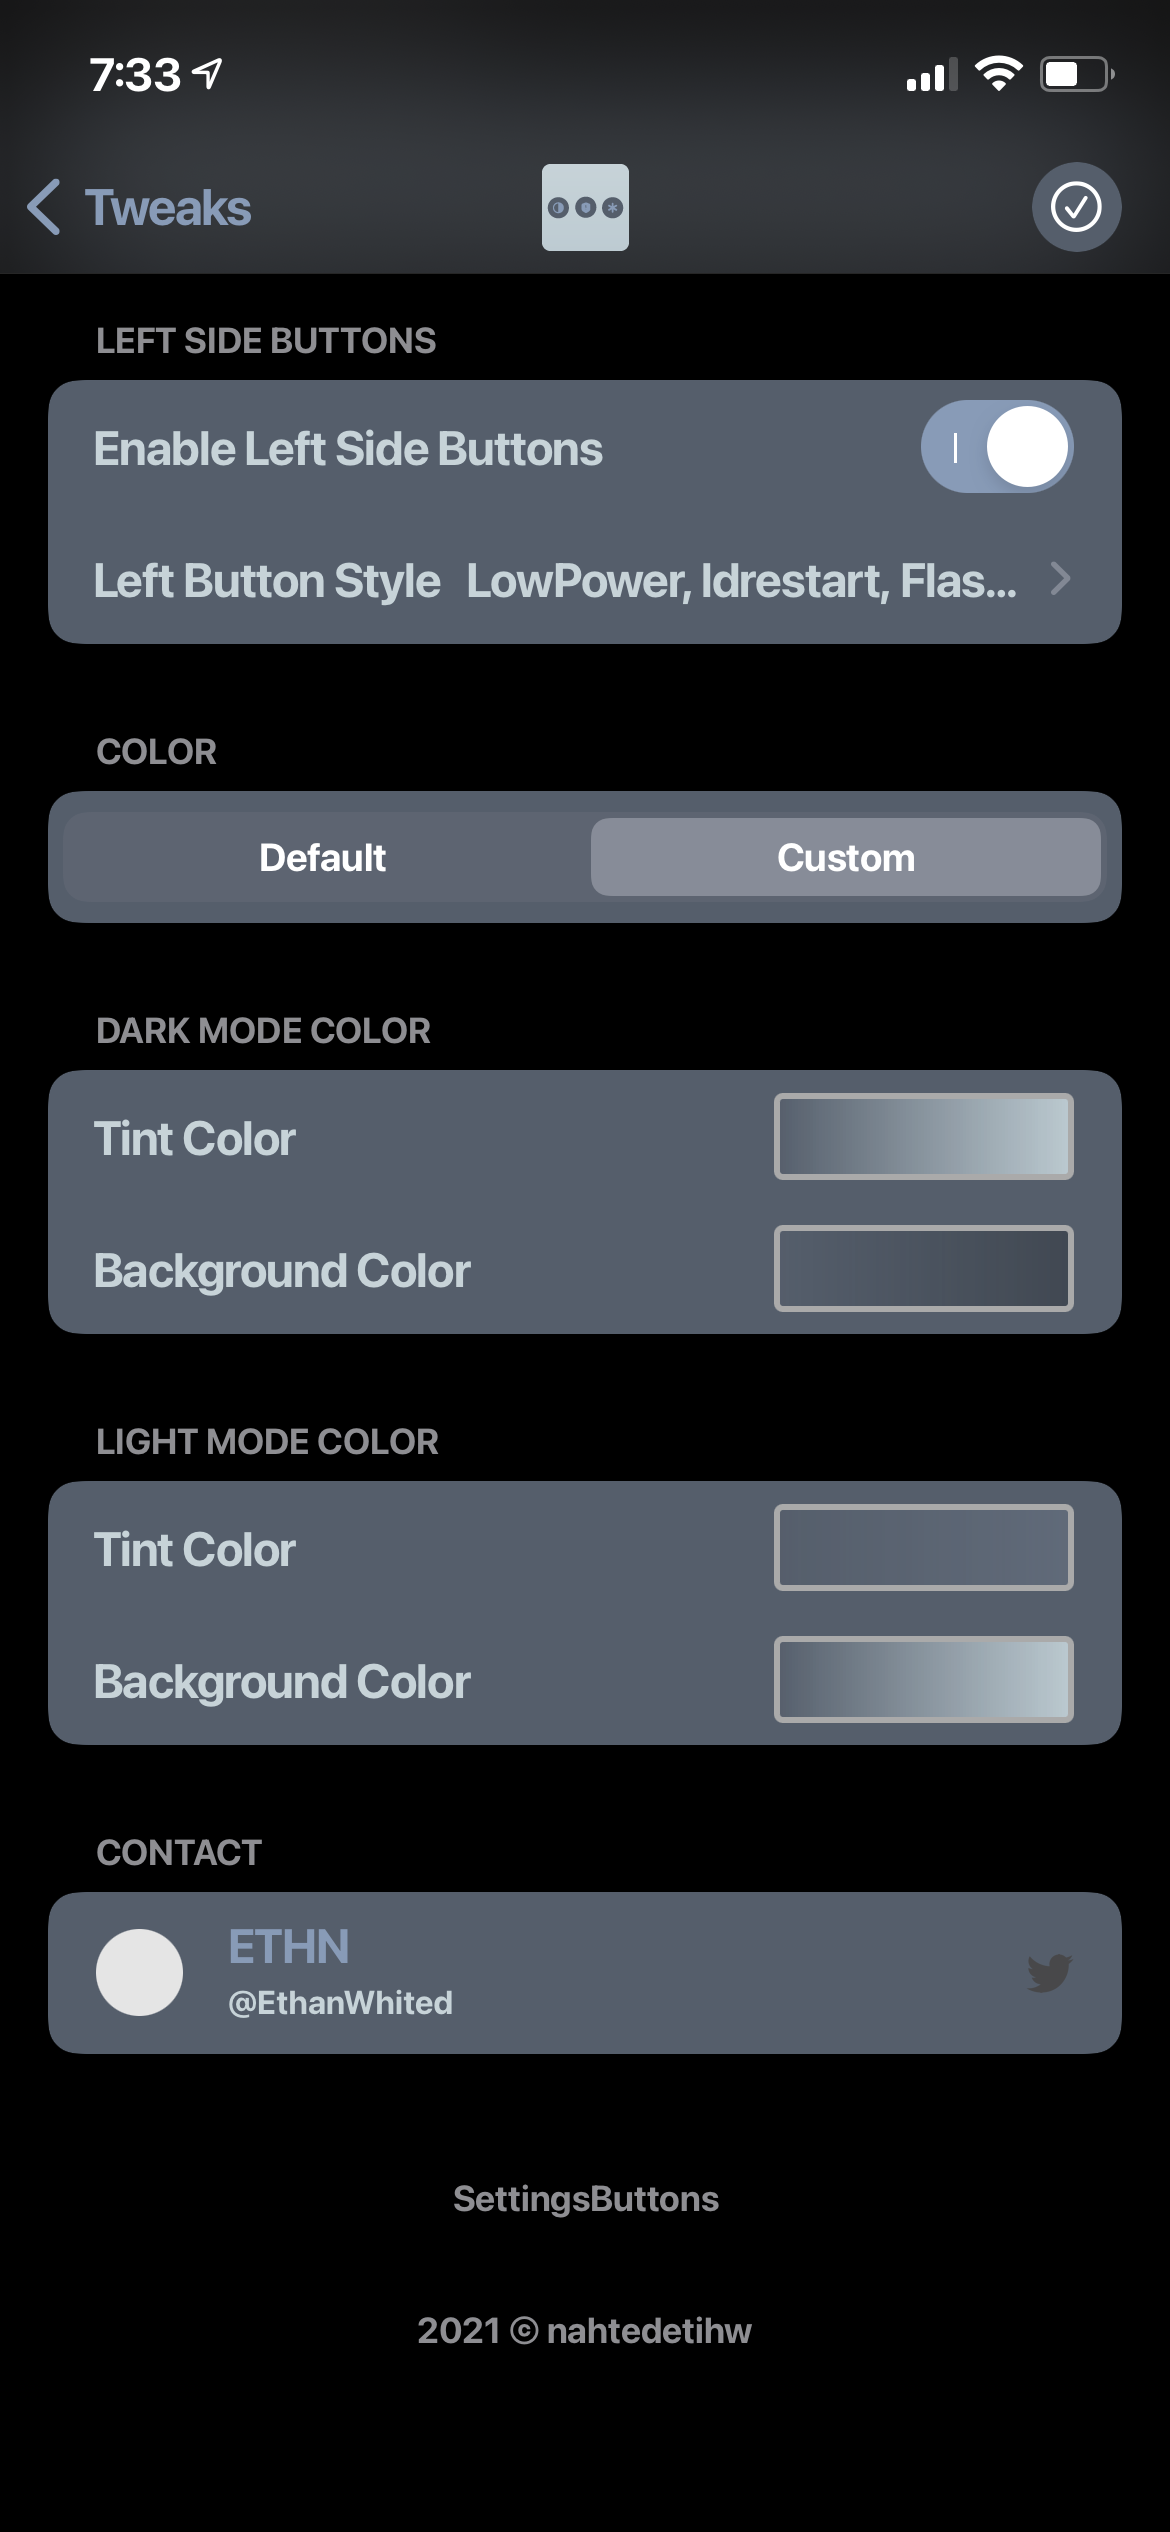 7:33
Tweaks
LEFT SIDE BUTTONS
Enable Left Side Buttons
Left Button Style LowPower, ldrestart, Flas...
COLOR
Default Custom
DARK MODE COLOR
Tint Color
Background Color
LIGHT MODE COLOR
Tint Color
Background Color
CONTACT
ETHN
@EthanWhited
SettingsButtons
2021 © nahtedetihw